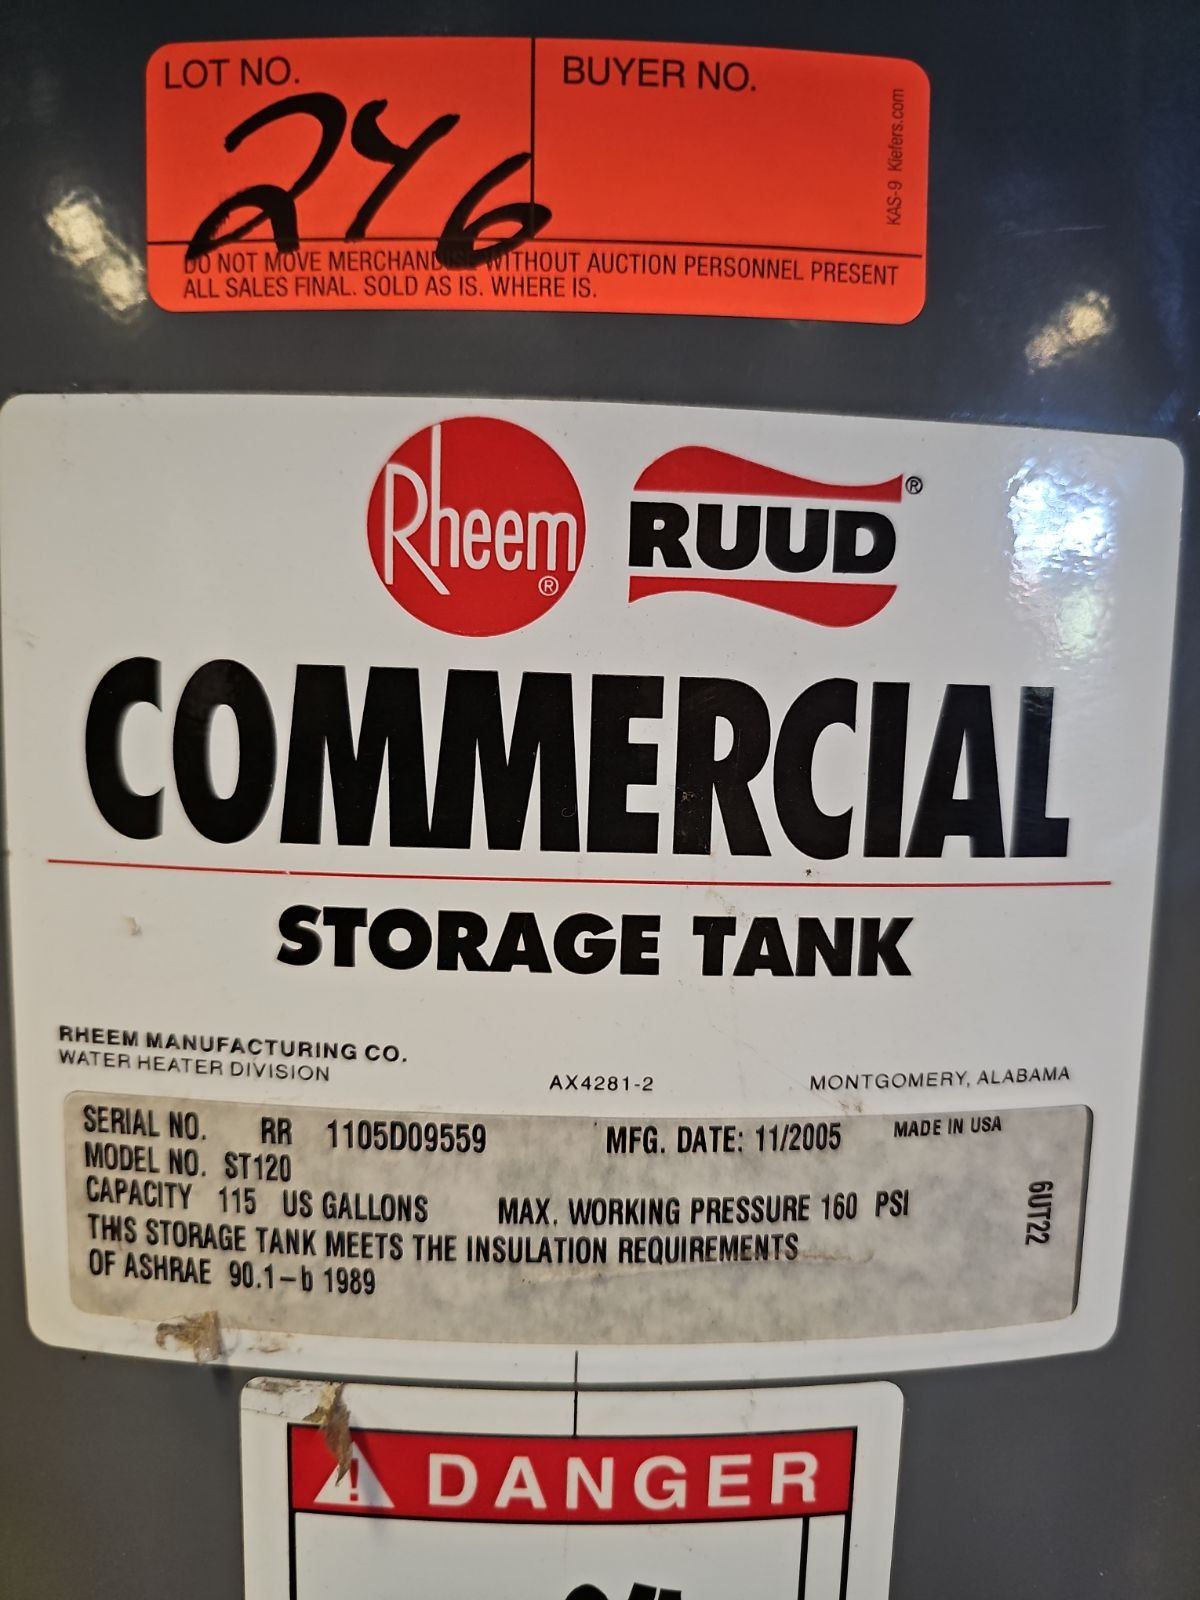 LOT NO.
246
BUYER NO.
KAS-9 Kiefers.com
DO NOT MOVE MERCHANDISE WITHOUT AUCTION PERSONNEL PRESENT
ALL SALES FINAL. SOLD AS IS. WHERE IS.
Rheem®
RUUD®
COMMERCIAL
STORAGE TANK
RHEEM MANUFACTURING CO.
WATER HEATER DIVISION
AX4281-2
MONTGOMERY, ALABAMA
SERIAL NO. RR 1105D09559 MFG. DATE: 11/2005 MADE IN USA
MODEL NO. ST120
CAPACITY 115 US GALLONS MAX. WORKING PRESSURE 160 PSI
THIS STORAGE TANK MEETS THE INSULATION REQUIREMENTS
OF ASHRAE 90.1-b 1989
6UT22
DANGER